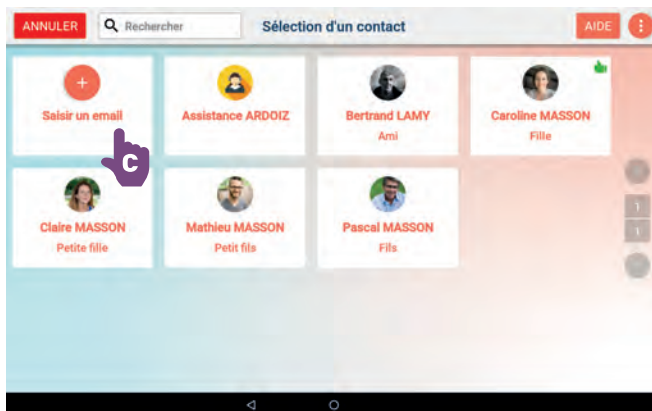 ANNULER
Rechercher
Sélection d'un contact
AIDE
Saisir un email
Assistance ARDOIZ
Bertrand LAMY
Ami
Caroline MASSON
Fille
C
Claire MASSON
Petite fille
Mathieu MASSON
Petit fils
Pascal MASSON
Fils
1
1